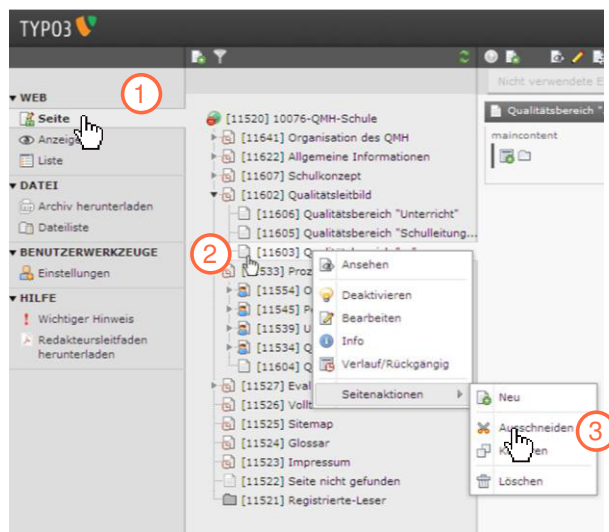 TYPO3
Nicht verwendete E
WEB
1
Seite
Anzeige
Liste
DATEI
Archiv herunterladen
Dateiliste
BENUTZERWERKZEUGE
Einstellungen
HILFE
Wichtiger Hinweis
Redakteursleitfaden
herunterladen
[11520] 10076-QMH-Schule
[11641] Organisation des QMH
[11622] Allgemeine Informationen
[11607] Schulkonzept
[11602] Qualitätsleitbild
[11606] Qualitätsbereich "Unterricht"
[11605] Qualitätsbereich "Schulleitung...
2
[11603] Q
[11533] Proz
[11554] O
[11545] P
[11539] U
[11534] Q
[11604] Q
[11527] Eval
[11526] Vollt
[11525] Sitemap
[11524] Glossar
[11523] Impressum
[11522] Seite nicht gefunden
[11521] Registrierte-Leser
Qualitätsbereich "
maincontent
Ansehen
Deaktivieren
Bearbeiten
Info
Verlauf/Rückgängig
Seitenaktionen
Neu
Ausschneiden
3
Löschen